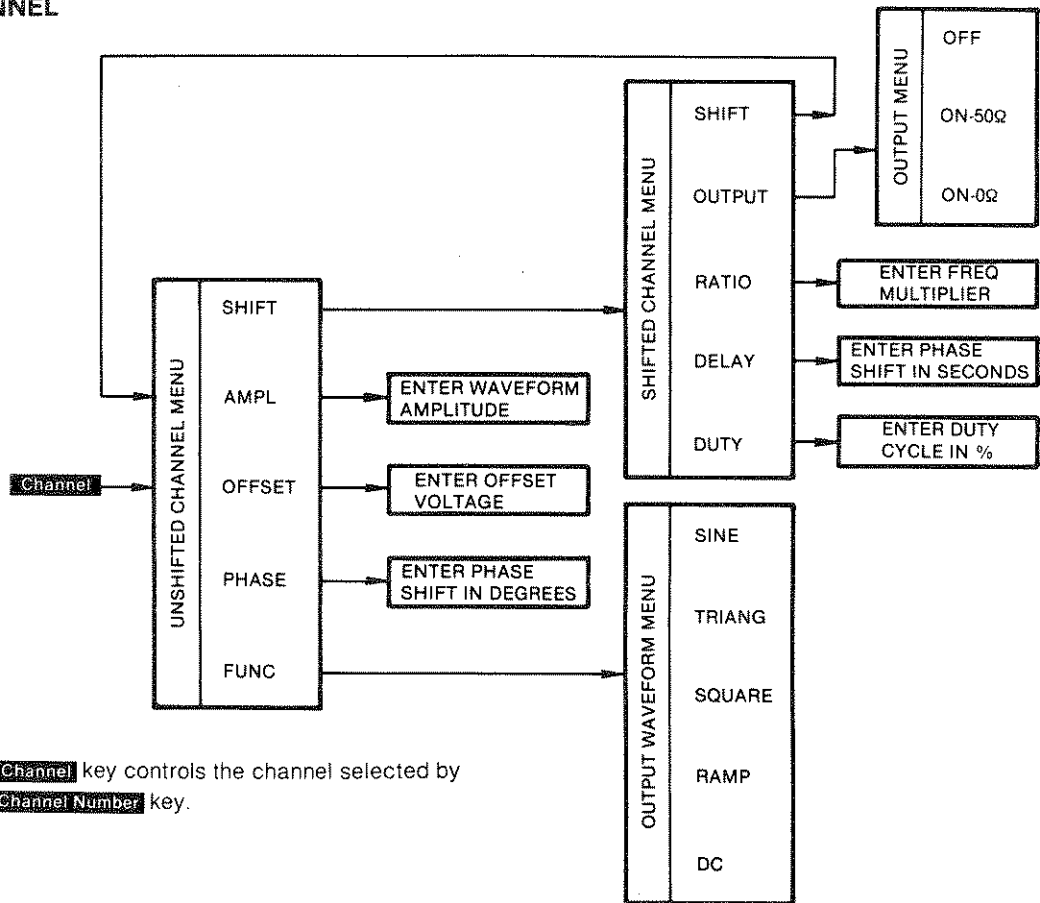 NNEL
OUTPUT MENU
OFF
ON-50Ω
ON-0Ω
SHIFTED CHANNEL MENU
SHIFT
OUTPUT
RATIO
DELAY
DUTY
ENTER FREQ
MULTIPLIER
ENTER PHASE
SHIFT IN SECONDS
ENTER DUTY
CYCLE IN %
Channel
UNSHIFTED CHANNEL MENU
SHIFT
AMPL
OFFSET
PHASE
FUNC
ENTER WAVEFORM
AMPLITUDE
ENTER OFFSET
VOLTAGE
ENTER PHASE
SHIFT IN DEGREES
OUTPUT WAVEFORM MENU
SINE
TRIANG
SQUARE
RAMP
DC
Channel key controls the channel selected by
Channel Number key.